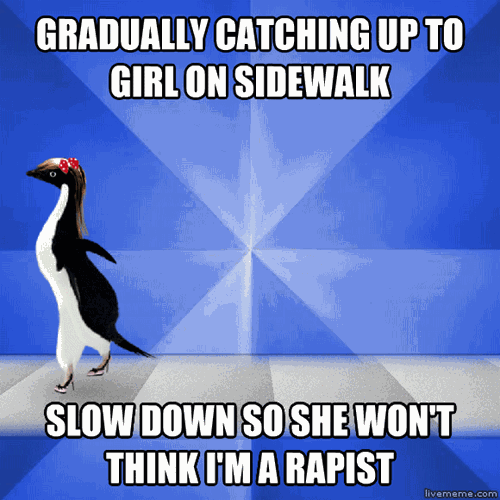 GRADUALLY CATCHING UP TO
GIRL ON SIDEWALK
SLOW DOWN SO SHE WON'T
THINK I'M A RAPIST
livememe.com